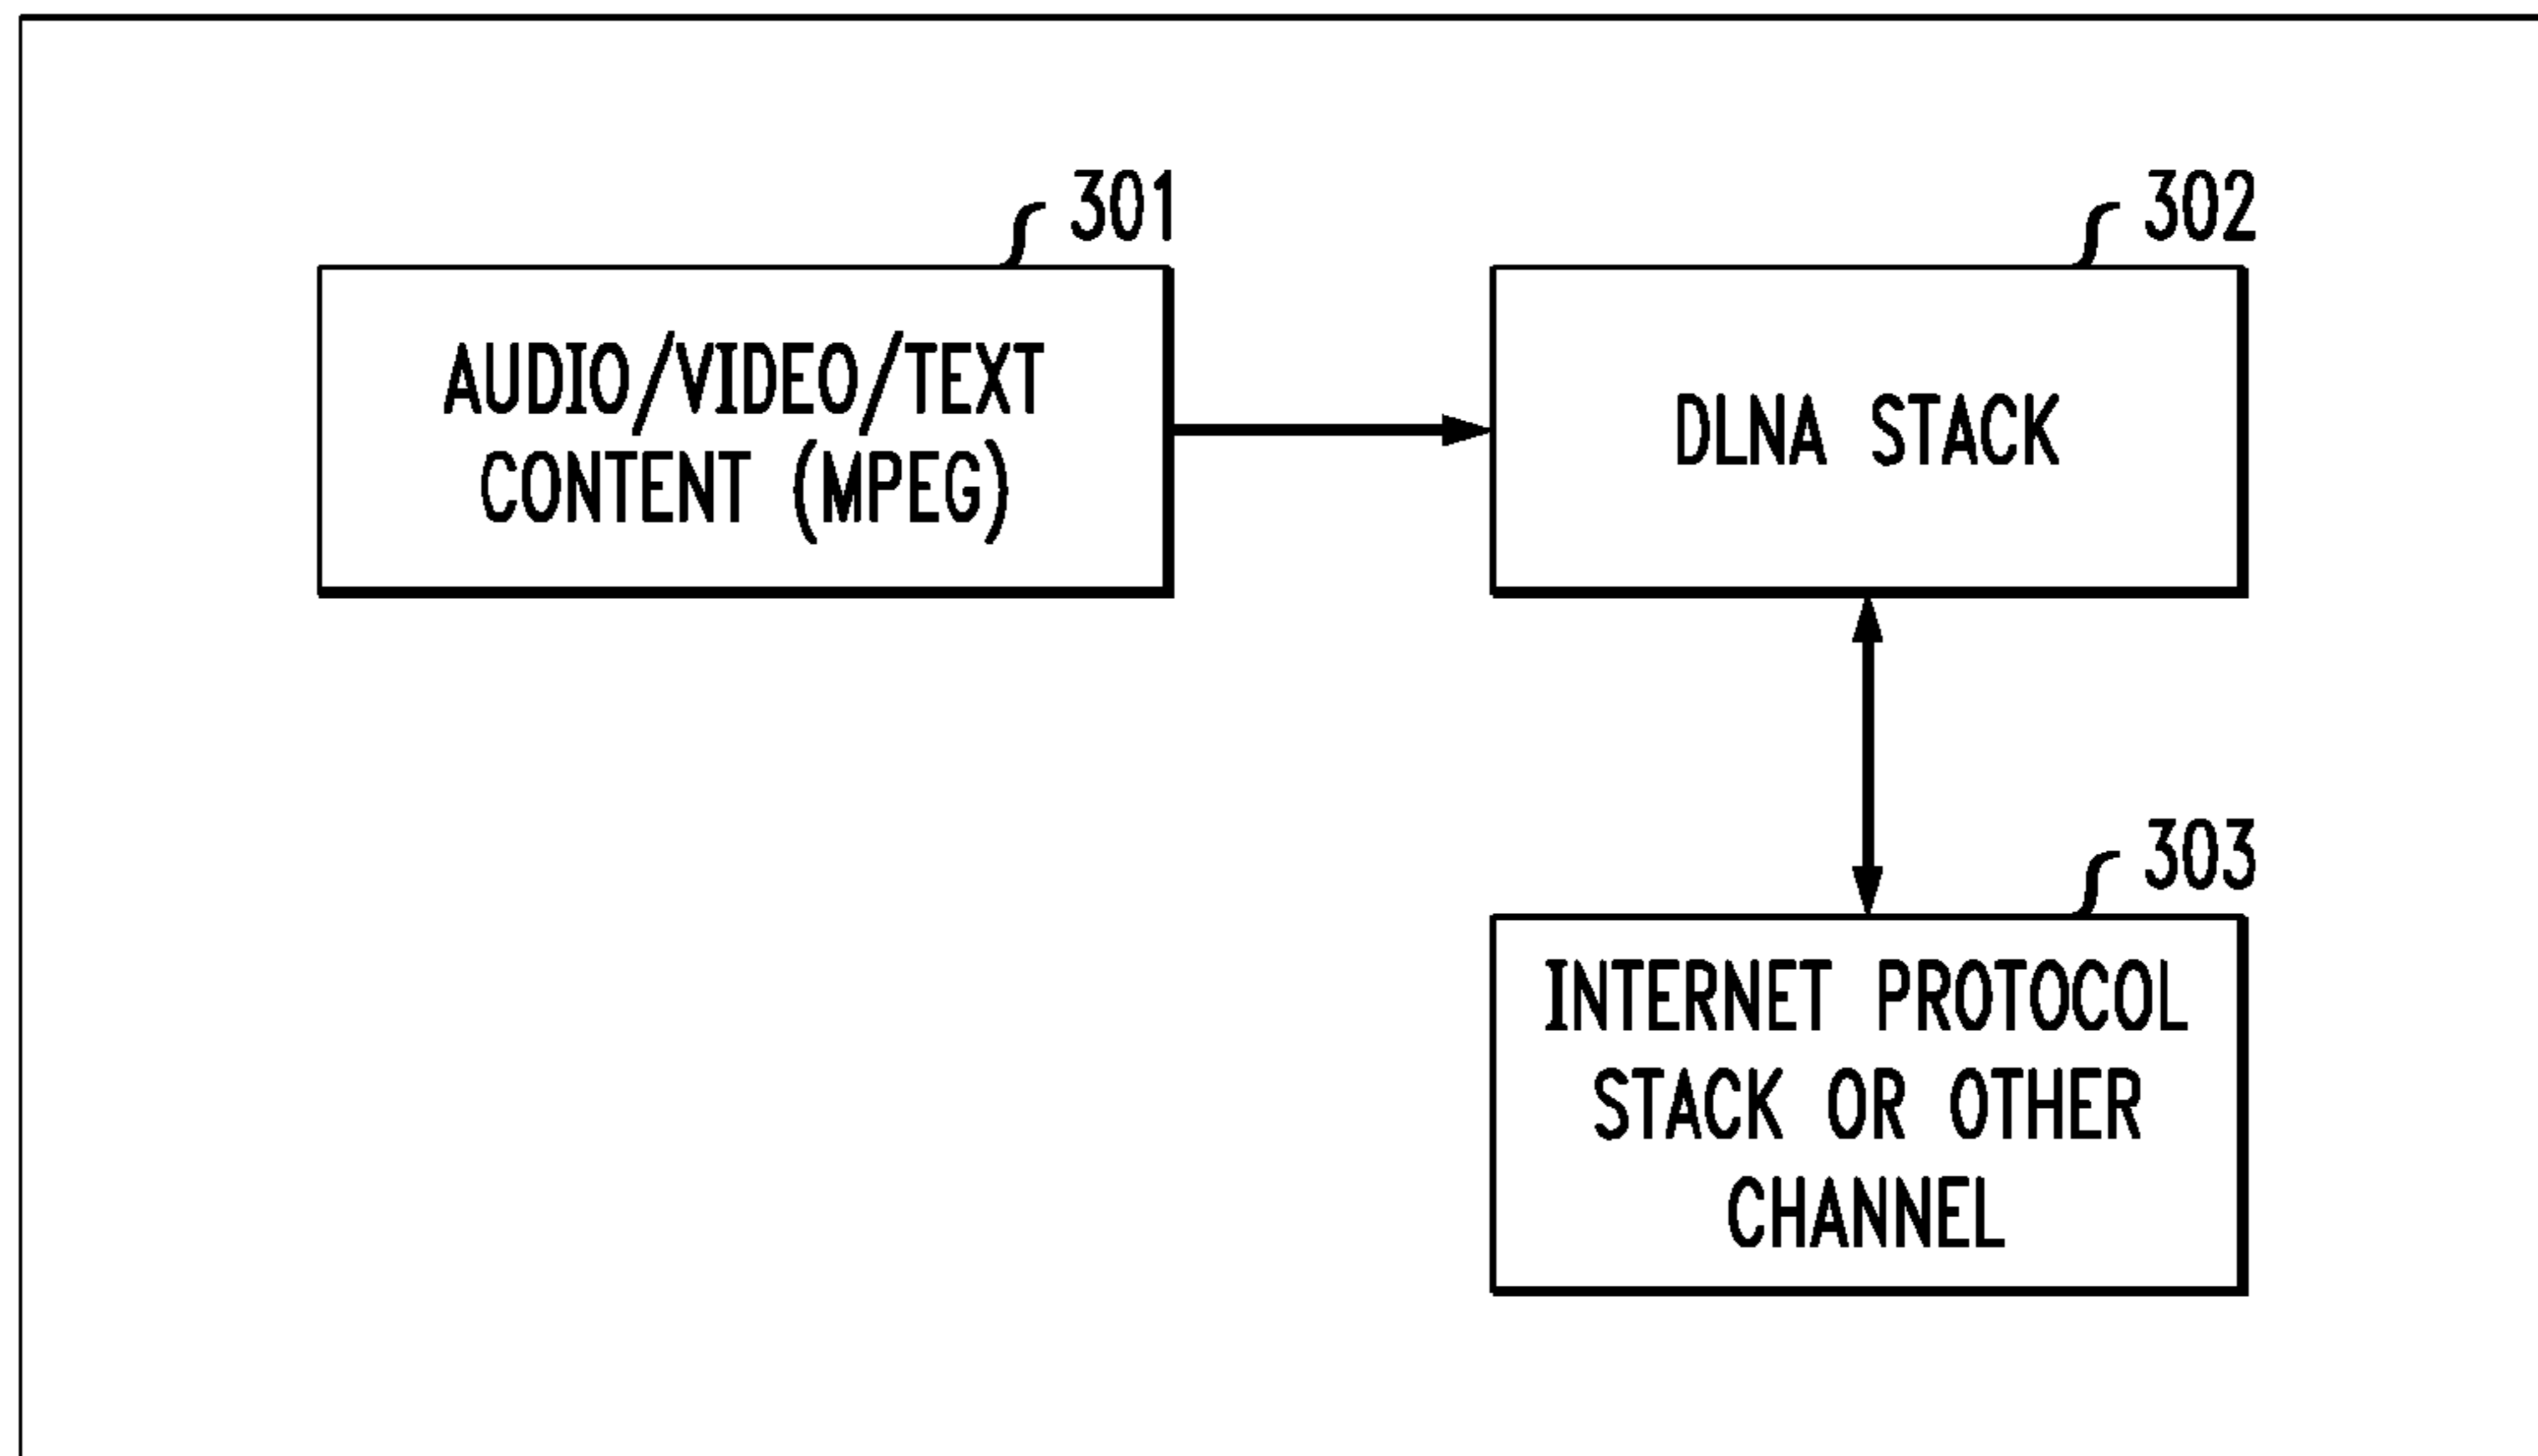 301
AUDIO/VIDEO/TEXT
CONTENT (MPEG)
302
DLNA STACK
303
INTERNET PROTOCOL
STACK OR OTHER
CHANNEL